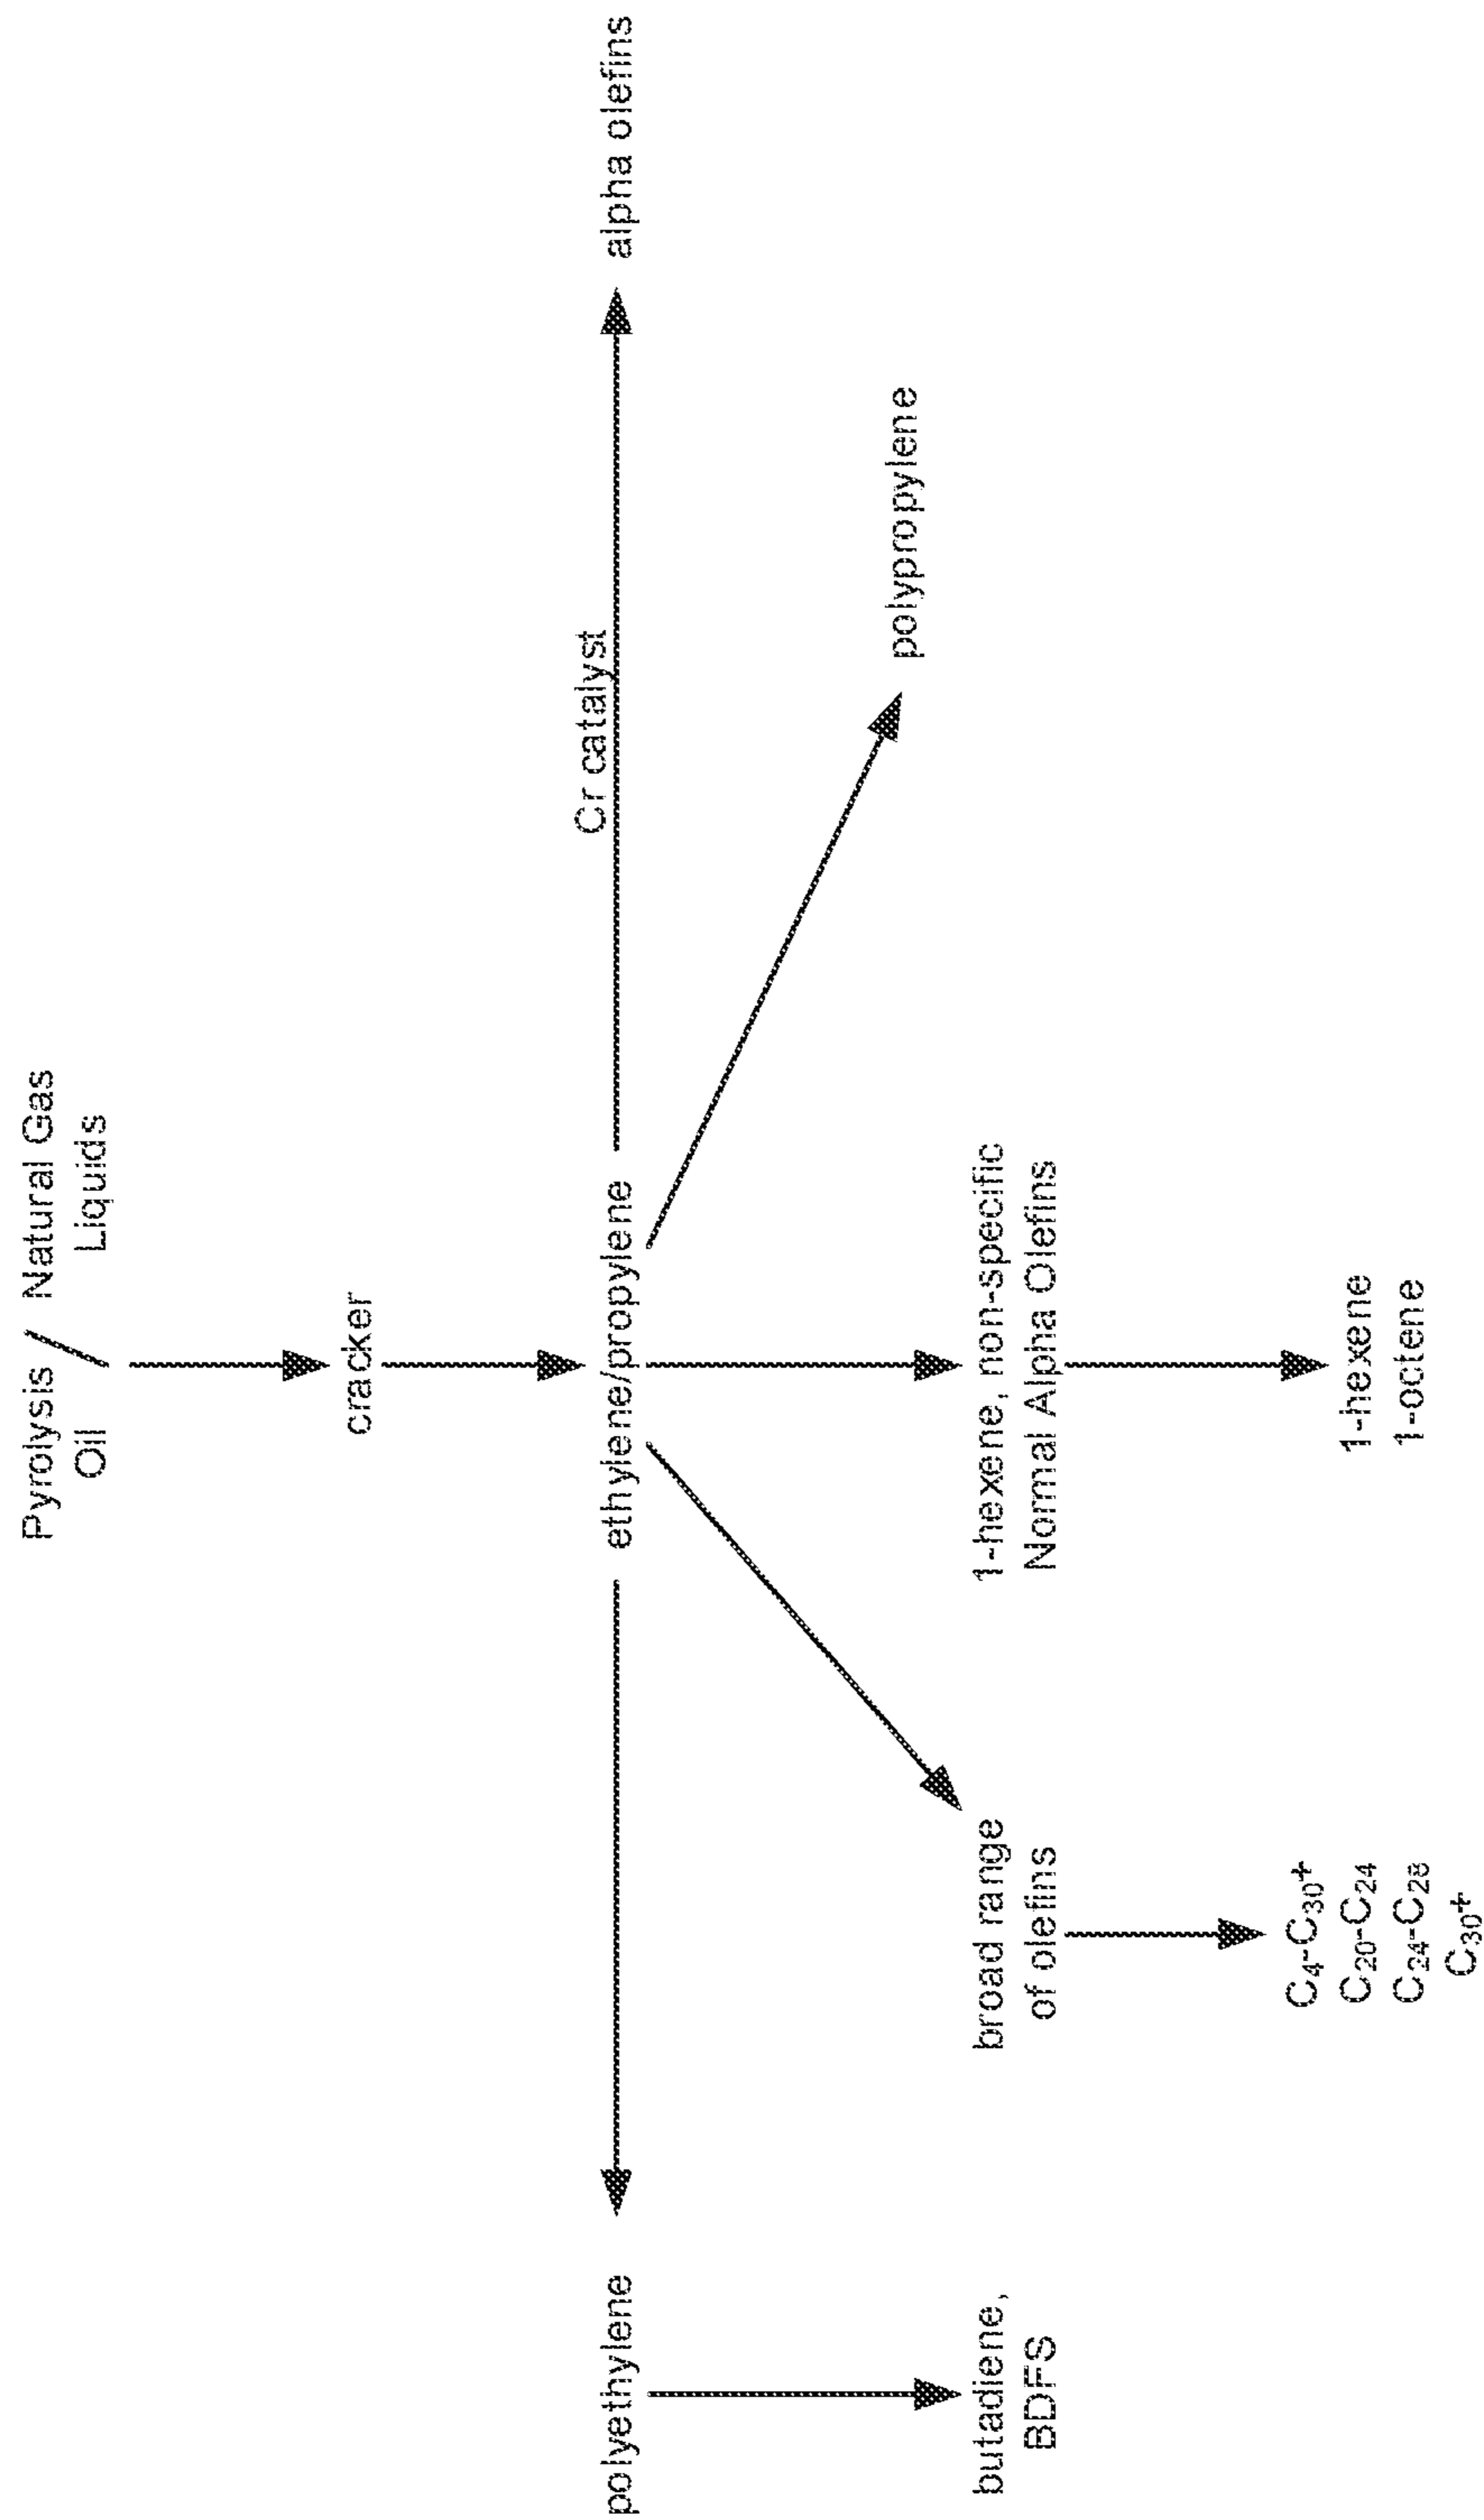 Pyrolysis / Natural Gas
Oil Liquids
cracker
polyethylene
ethylene/propylene
Cr catalyst
alpha olefins
polypropylene
butadiene,
BDFS
broad range
of olefins
1-hexene, non-specific
Normal Alpha Olefins
C₄-C₃₀+
C₂₀-C₂₄
C₂₄-C₂₈
C₃₀+
1-hexene
1-octene